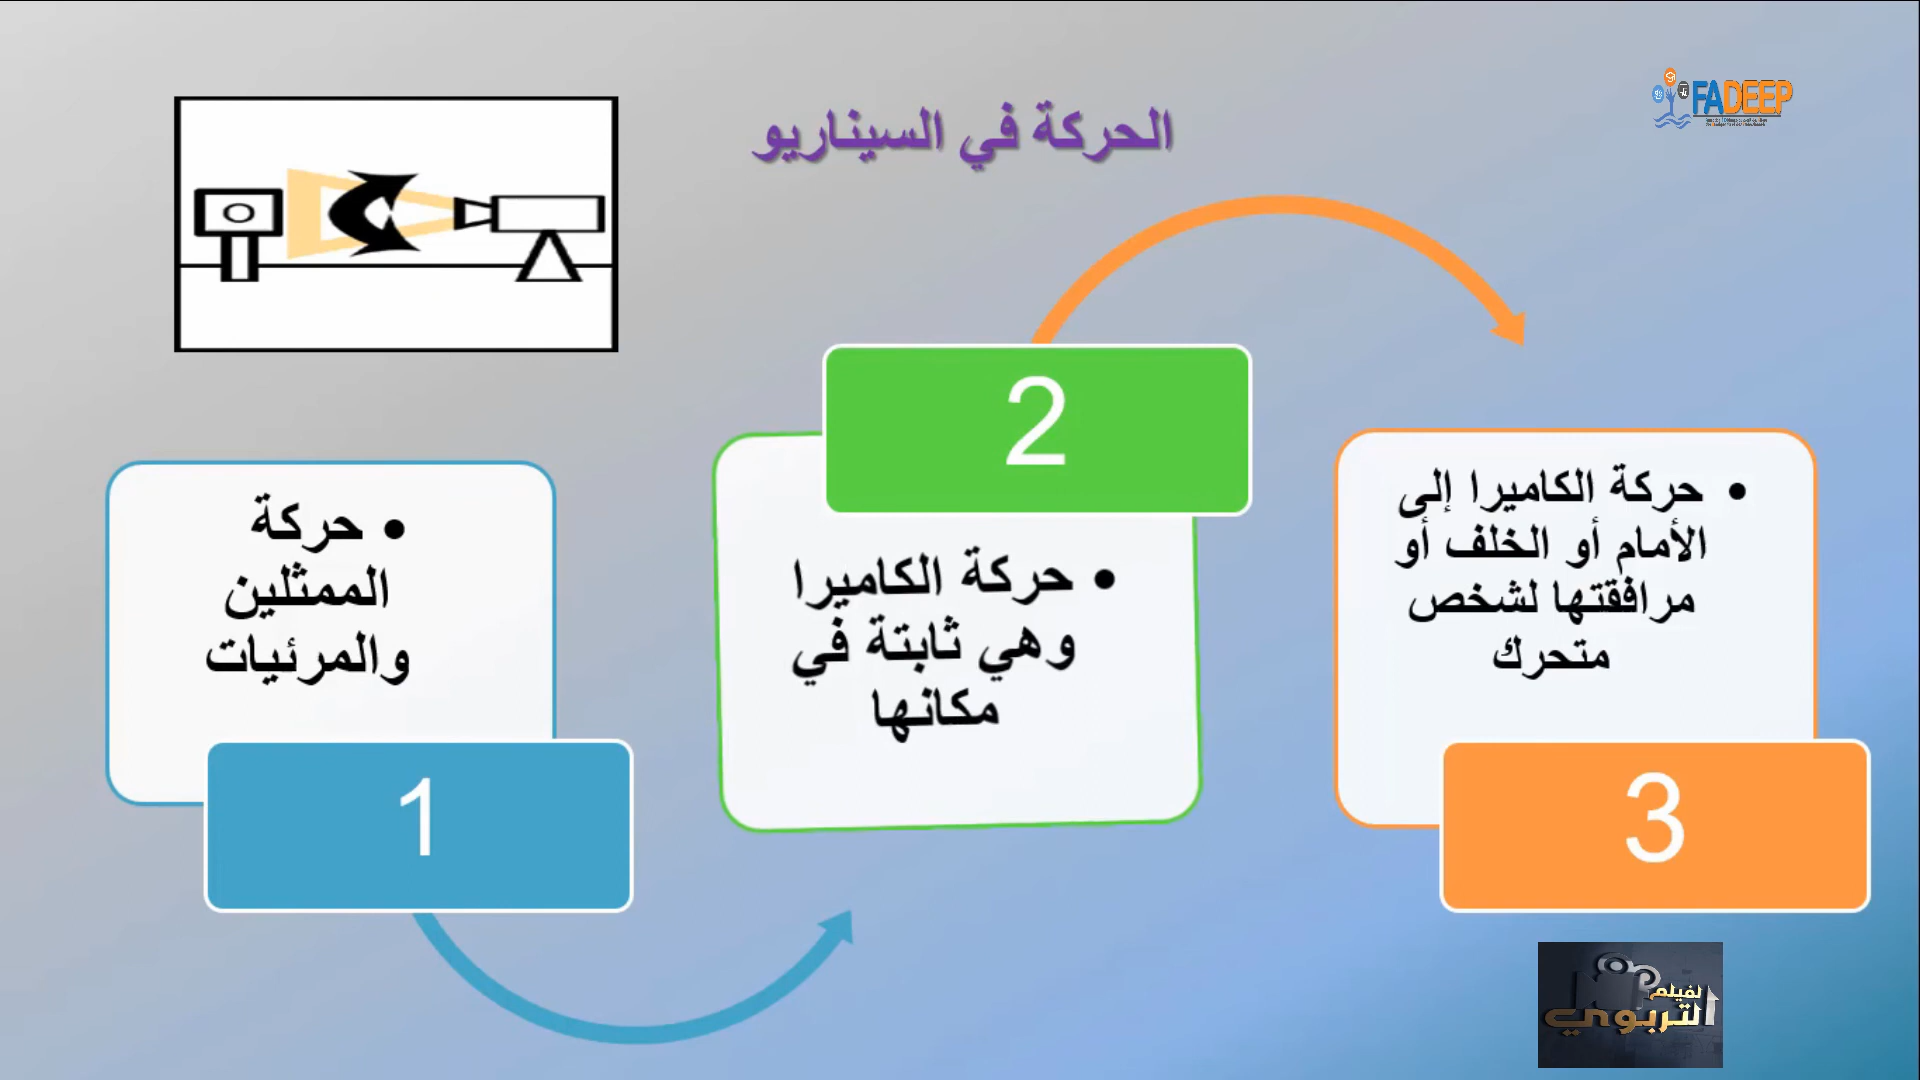 الحركة في السيناريو
FADEEP
• حركة
الممثلين
والمرئيات
1
2
• حركة الكاميرا
وهي ثابتة في
مكانها
• حركة الكاميرا إلى
الأمام أو الخلف أو
مرافقتها لشخص
متحرك
3
الفيلم
التربوي